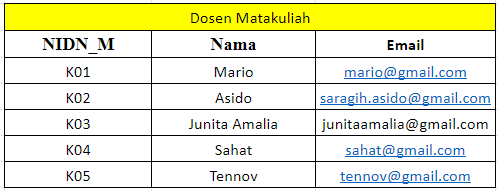 Dosen Matakuliah
NIDN_M Nama Email
K01 Mario mario@gmail.com
K02 Asido saragih.asido@gmail.com
K03 Junita Amalia junitaamalia@gmail.com
K04 Sahat sahat@gmail.com
K05 Tennov tennov@gmail.com